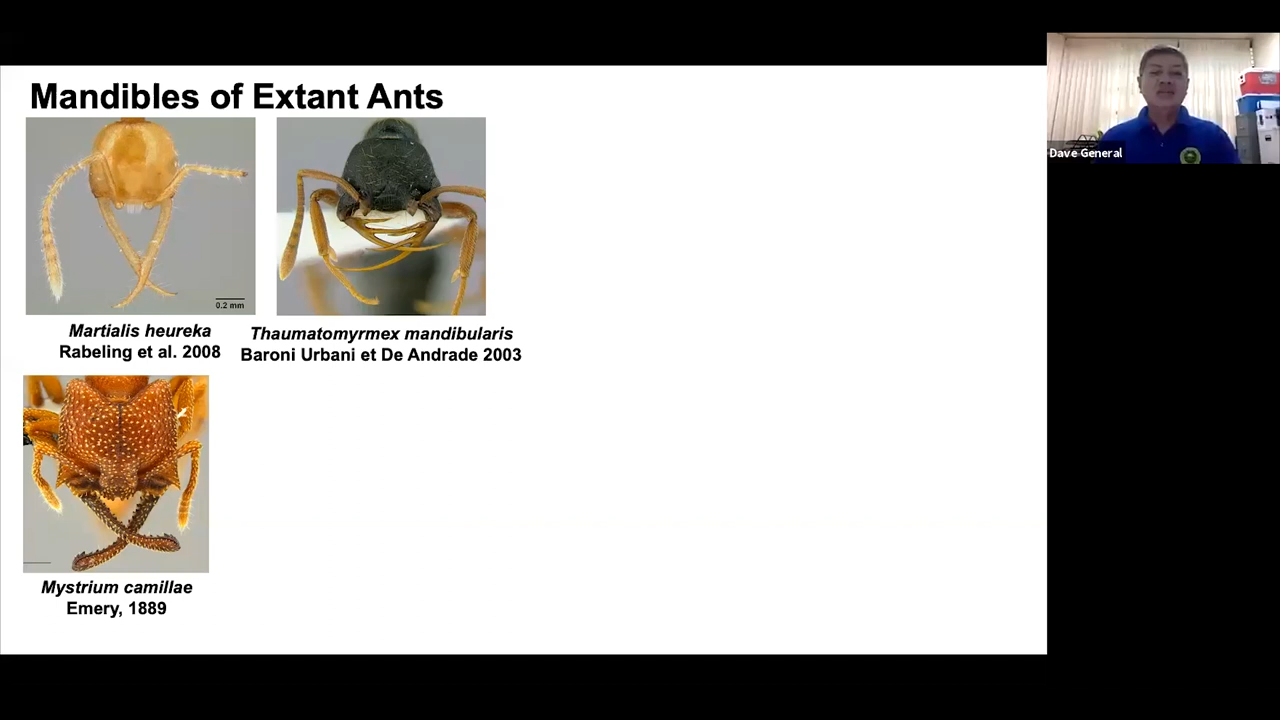 Mandibles of Extant Ants
Dave General
0.2 mm
Martialis heureka
Rabeling et al. 2008
Thaumatomyrmex mandibularis
Baroni Urbani et De Andrade 2003
Mystrium camillae
Emery, 1889